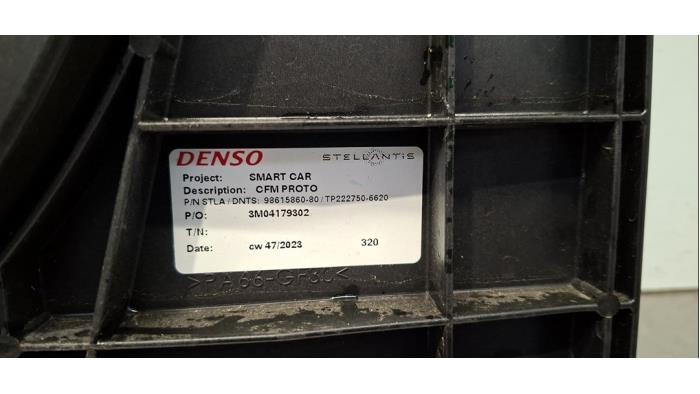 DENSO STELLANTIS
Project: SMART CAR
Description: CFM PROTO
P/N STLA / DNTS: 98615860-80 / TP222750-6620
P/O: 3M04179302
T/N:
Date: cw 47/2023 320
>PA66-GF30<